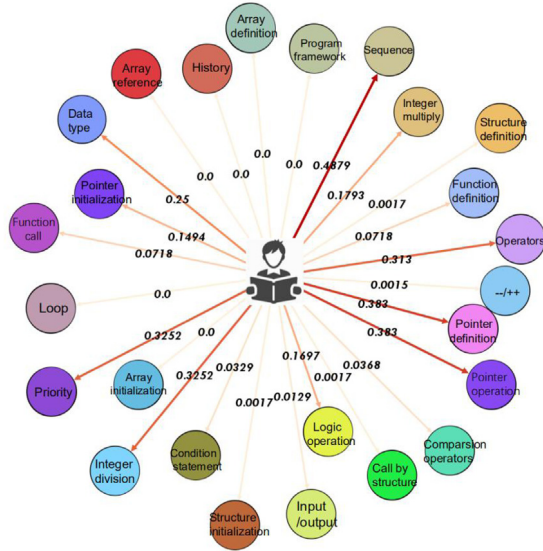 Array
definition
Program
framework
Sequence
History
Array
reference
Integer
multiply
Data
type
Structure
definition
0.0
0.0
0.0
0.0
0.4879
0.1793
0.0017
Pointer
initialization
0.25
Function
definition
Function
call
0.1494
0.0718
0.0718
0.313
Operators
0.0015
--/++
Loop
0.0
0.383
Pointer
definition
0.3252
0.0
0.383
Priority
Array
initialization
0.3252
0.0329
0.1697
0.0017
0.0368
Pointer
operation
0.0017
0.0129
Logic
operation
Comparsion
operators
Integer
division
Condition
statement
Call by
structure
Structure
initialization
Input
/output